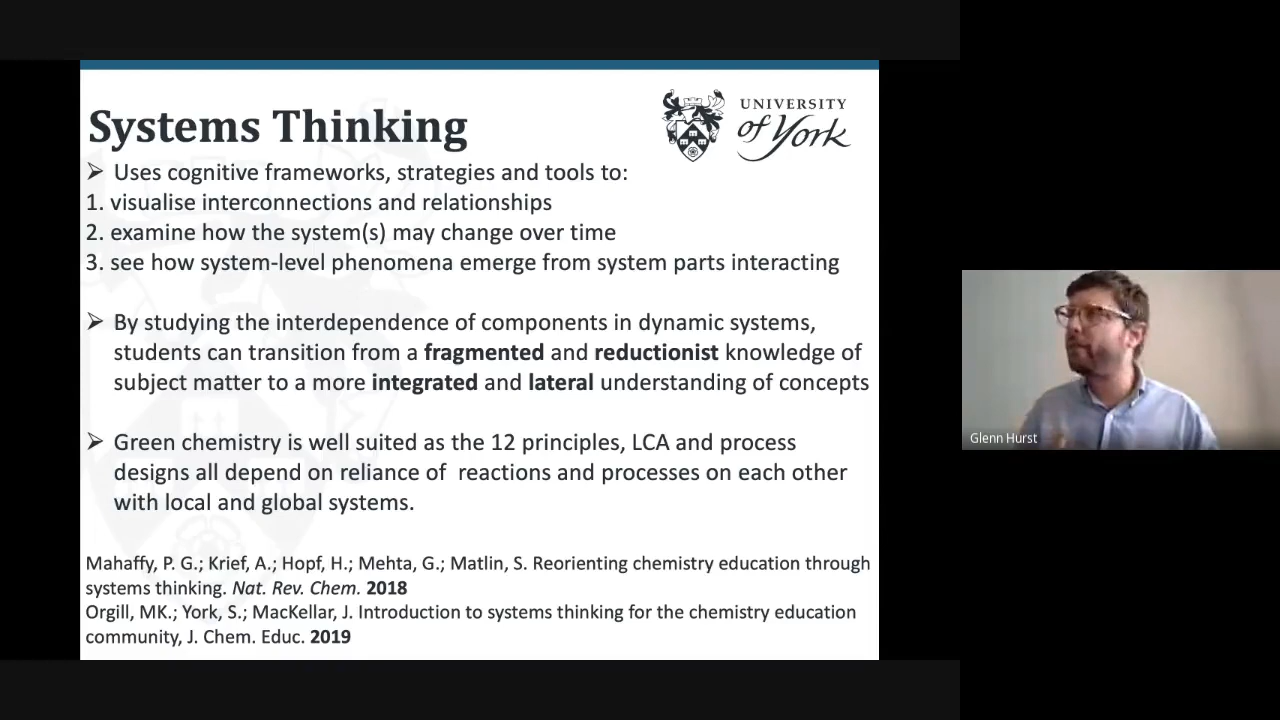 Systems Thinking
UNIVERSITY
of York
➢ Uses cognitive frameworks, strategies and tools to:
1. visualise interconnections and relationships
2. examine how the system(s) may change over time
3. see how system-level phenomena emerge from system parts interacting
➢ By studying the interdependence of components in dynamic systems,
students can transition from a fragmented and reductionist knowledge of
subject matter to a more integrated and lateral understanding of concepts
➢ Green chemistry is well suited as the 12 principles, LCA and process
designs all depend on reliance of  reactions and processes on each other
with local and global systems.
Mahaffy, P. G.; Krief, A.; Hopf, H.; Mehta, G.; Matlin, S. Reorienting chemistry education through
systems thinking. Nat. Rev. Chem. 2018
Orgill, MK.; York, S.; MacKellar, J. Introduction to systems thinking for the chemistry education
community, J. Chem. Educ. 2019
Glenn Hurst